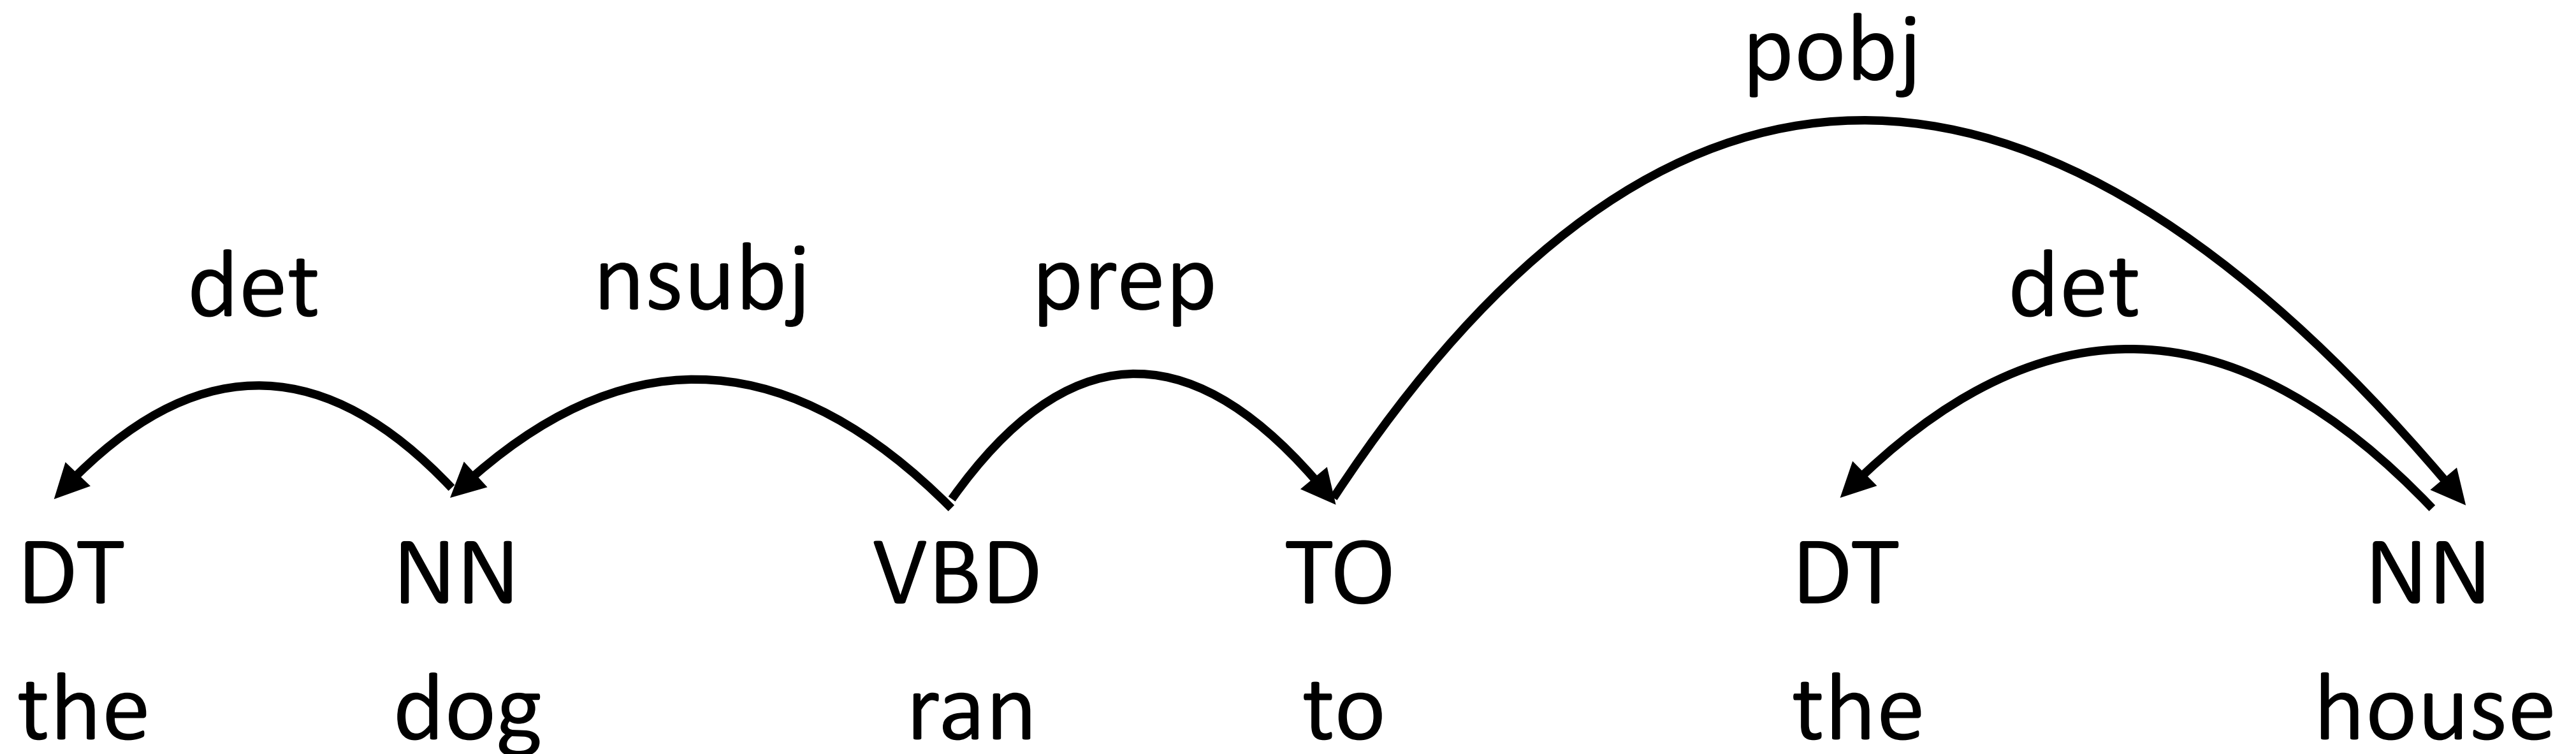 pobj
det nsubj prep det
DT NN VBD TO DT NN
the dog ran to the house